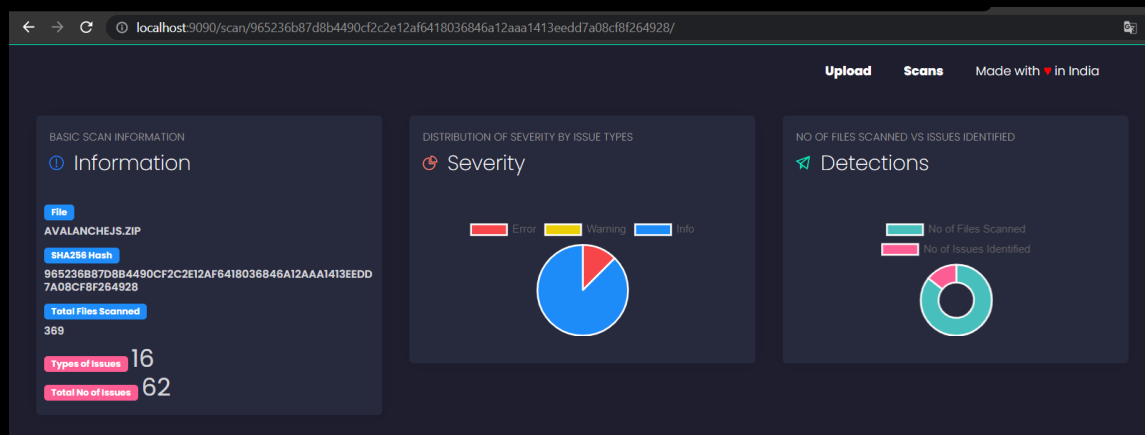 localhost:9090/scan/965236b87d8b4490cf2c2e12af6418036846a12aaa1413eedd7a08cf8f264928/
Upload Scans Made with ♥ in India
BASIC SCAN INFORMATION
Information
File
AVALANCHEJS.ZIP
SHA256 Hash
965236B87D8B4490CF2C2E12AF6418036846A12AAA1413EEDD
7A08CF8F264928
Total Files Scanned
369
Types of Issues 16
Total No of Issues 62
DISTRIBUTION OF SEVERITY BY ISSUE TYPES
Severity
Error Warning Info
NO OF FILES SCANNED VS ISSUES IDENTIFIED
Detections
No of Files Scanned
No of Issues Identified